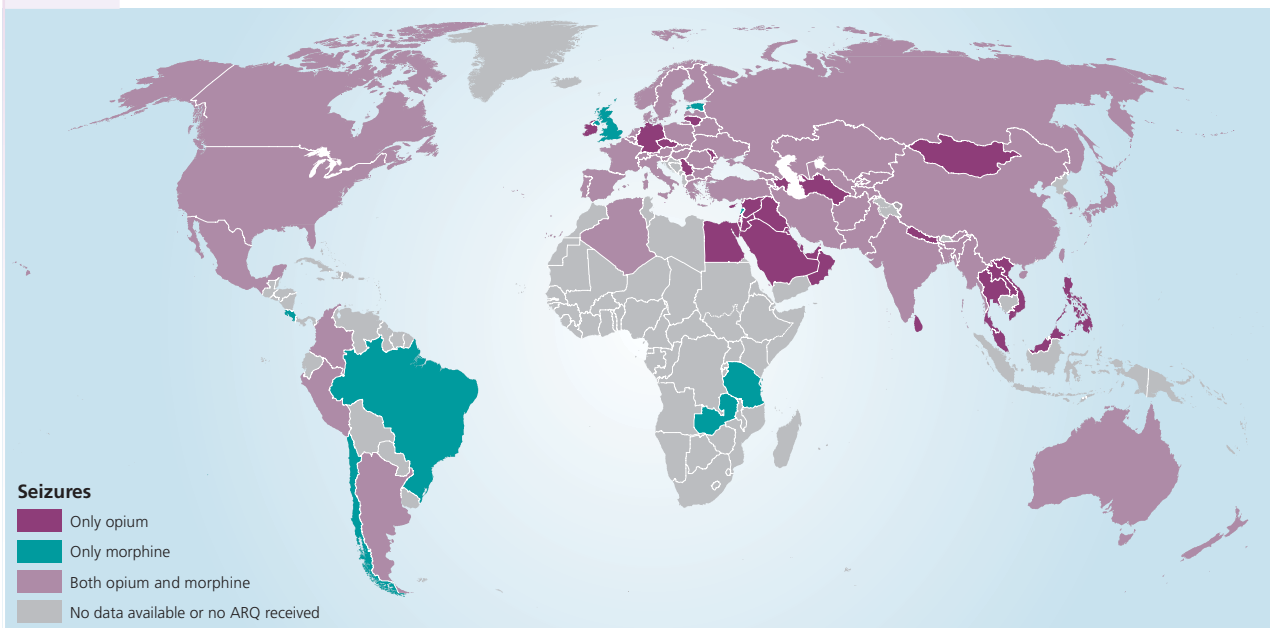 Seizures
Only opium
Only morphine
Both opium and morphine
No data available or no ARQ received